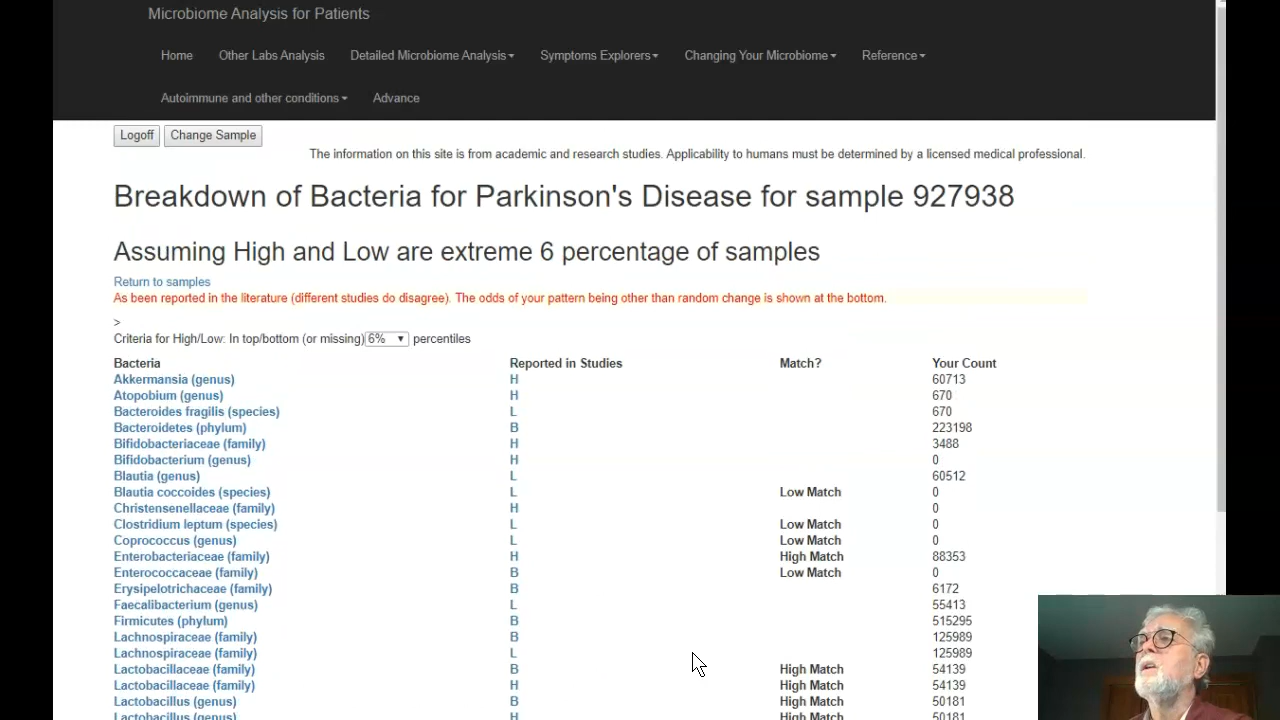 Microbiome Analysis for Patients
Home Other Labs Analysis Detailed Microbiome Analysis Symptoms Explorers Changing Your Microbiome Reference
Autoimmune and other conditions Advance
Logoff Change Sample
The information on this site is from academic and research studies. Applicability to humans must be determined by a licensed medical professional.
Breakdown of Bacteria for Parkinson's Disease for sample 927938
Assuming High and Low are extreme 6 percentage of samples
Return to samples
As been reported in the literature (different studies do disagree). The odds of your pattern being other than random change is shown at the bottom.
>
Criteria for High/Low: In top/bottom (or missing) 6% percentiles
Bacteria Reported in Studies Match? Your Count
Akkermansia (genus) H 60713
Atopobium (genus) H 670
Bacteroides fragilis (species) L 670
Bacteroidetes (phylum) B 223198
Bifidobacteriaceae (family) H 3488
Bifidobacterium (genus) H 0
Blautia (genus) L 60512
Blautia coccoides (species) L Low Match 0
Christensenellaceae (family) H 0
Clostridium leptum (species) L Low Match 0
Coprococcus (genus) L Low Match 0
Enterobacteriaceae (family) H High Match 88353
Enterococcaceae (family) B Low Match 0
Erysipelotrichaceae (family) B 6172
Faecalibacterium (genus) L 55413
Firmicutes (phylum) B 515295
Lachnospiraceae (family) B 125989
Lachnospiraceae (family) L 125989
Lactobacillaceae (family) B High Match 54139
Lactobacillaceae (family) H High Match 54139
Lactobacillus (genus) B High Match 50181
Lactobacillus (genus) H High Match 50181